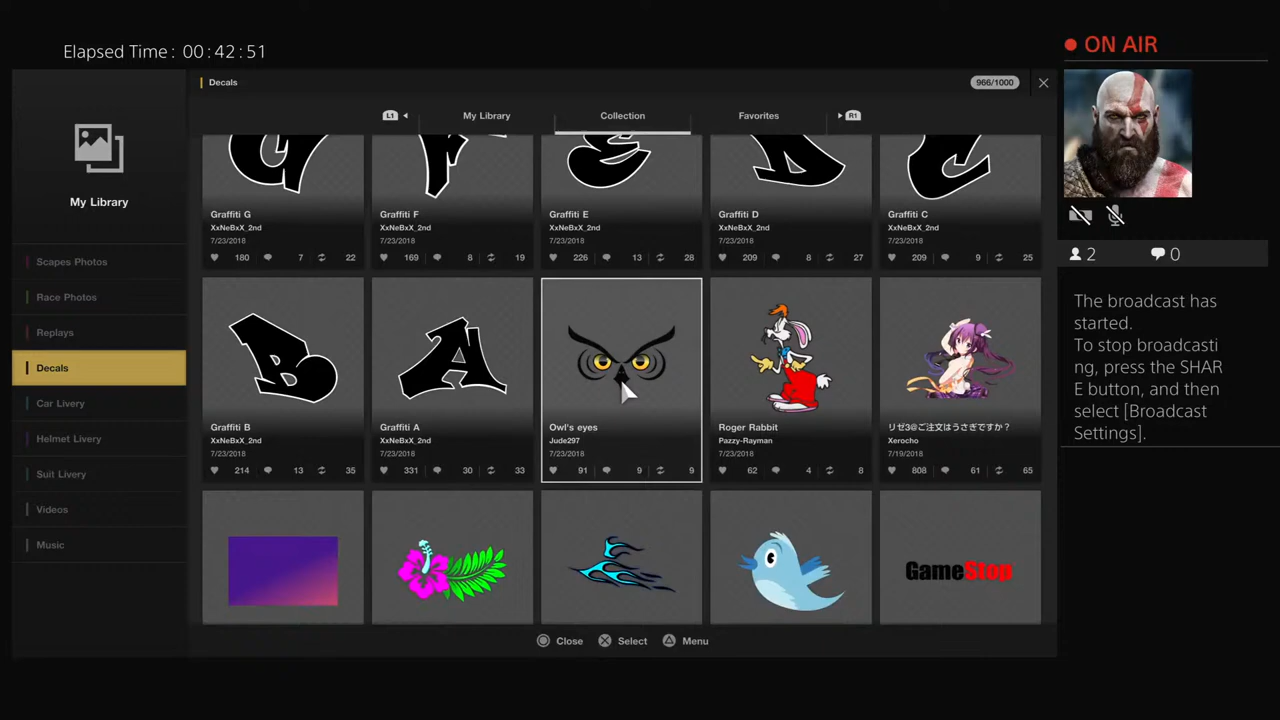 Elapsed Time: 00:42:51
ON AIR
Decals
966/1000
L1
My Library
Collection
Favorites
R1
My Library
Scapes Photos
Race Photos
Replays
Decals
Car Livery
Helmet Livery
Suit Livery
Videos
Music
G F E D C
Graffiti G
XxNeBxX_2nd
7/23/2018
180 7 22
Graffiti F
XxNeBxX_2nd
7/23/2018
169 8 19
Graffiti E
XxNeBxX_2nd
7/23/2018
226 13 28
Graffiti D
XxNeBxX_2nd
7/23/2018
209 8 27
Graffiti C
XxNeBxX_2nd
7/23/2018
209 9 25
B
Graffiti B
XxNeBxX_2nd
7/23/2018
214 13 35
A
Graffiti A
XxNeBxX_2nd
7/23/2018
331 30 33
Owl's eyes
Jude297
7/23/2018
91 9 9
Roger Rabbit
Pazzy-Rayman
7/23/2018
62 4 8
リゼ3@ご注文はうさぎですか？
Xerocho
7/19/2018
808 61 65
GameStop
Close Select Menu
2 0
The broadcast has
started.
To stop broadcasti
ng, press the SHAR
E button, and then
select [Broadcast
Settings].